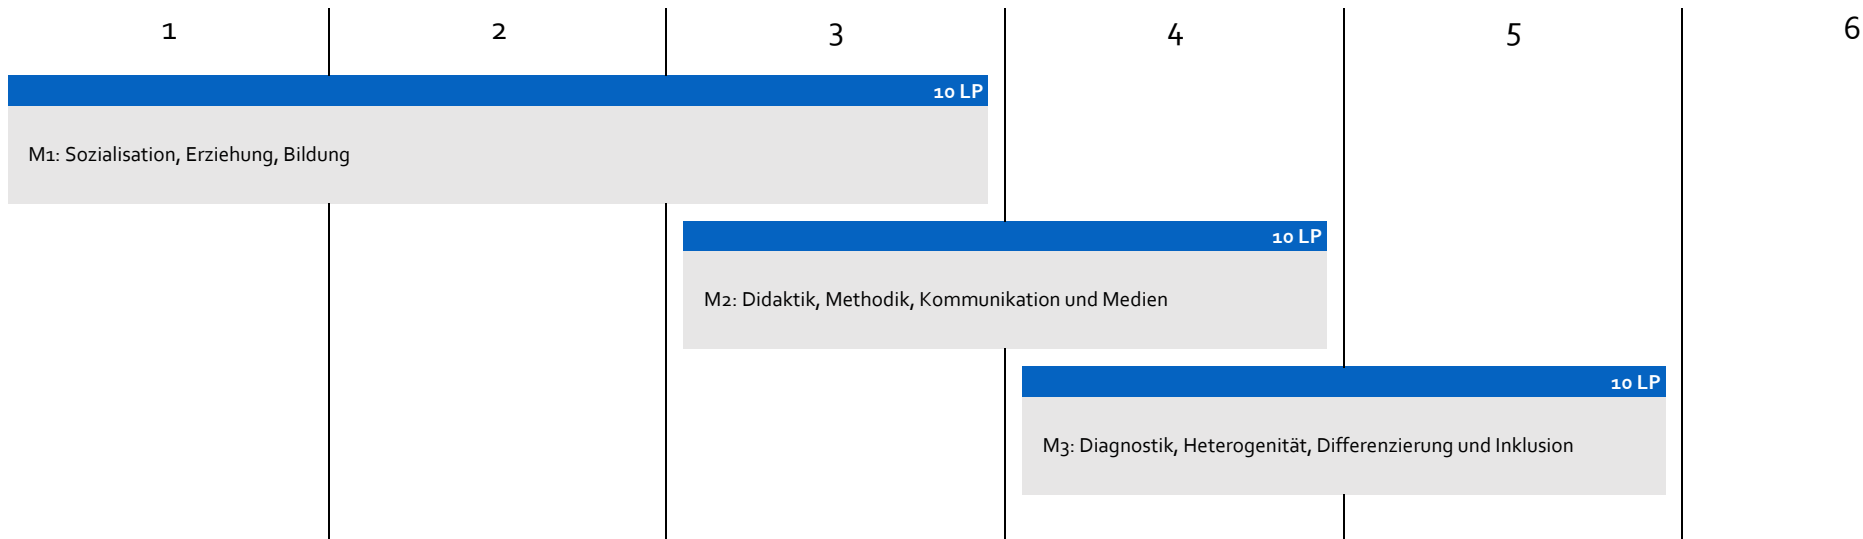 1 2 3 4 5 6
10 LP
M1: Sozialisation, Erziehung, Bildung
10 LP
M2: Didaktik, Methodik, Kommunikation und Medien
10 LP
M3: Diagnostik, Heterogenität, Differenzierung und Inklusion